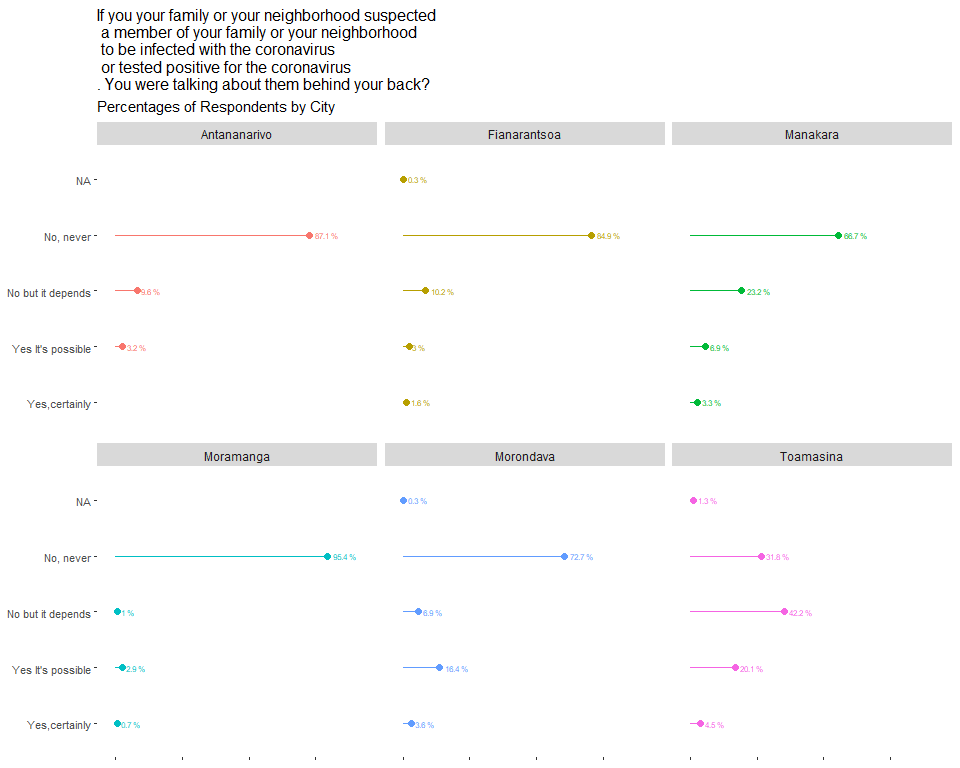 If you your family or your neighborhood suspected
a member of your family or your neighborhood
to be infected with the coronavirus
or tested positive for the coronavirus
. You were talking about them behind your back?
Percentages of Respondents by City
Antananarivo
Fianarantsoa
Manakara
NA
0.3 %
No, never
87.1 %
84.9 %
66.7 %
No but it depends
9.6 %
10.2 %
23.2 %
Yes It's possible
3.2 %
3 %
6.9 %
Yes,certainly
1.6 %
3.3 %
Moramanga
Morondava
Toamasina
NA
0.3 %
1.3 %
No, never
95.4 %
72.7 %
31.8 %
No but it depends
1 %
6.9 %
42.2 %
Yes It's possible
2.9 %
16.4 %
20.1 %
Yes,certainly
0.7 %
3.6 %
4.5 %